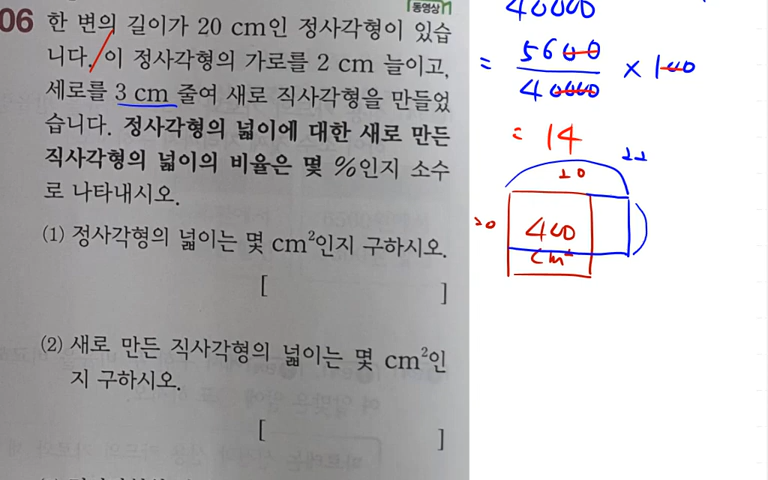 동영상
06 한 변의 길이가 20 cm인 정사각형이 있습
니다. 이 정사각형의 가로를 2 cm 늘이고,
세로를 3 cm 줄여 새로 직사각형을 만들었
습니다. 정사각형의 넓이에 대한 새로 만든
직사각형의 넓이의 비율은 몇 %인지 소수
로 나타내시오.
(1) 정사각형의 넓이는 몇 cm²인지 구하시오.
[ ]
(2) 새로 만든 직사각형의 넓이는 몇 cm²인
지 구하시오.
[ ]
40000
= 5600/40000 × 100
= 14
22
20
20
400
cm²